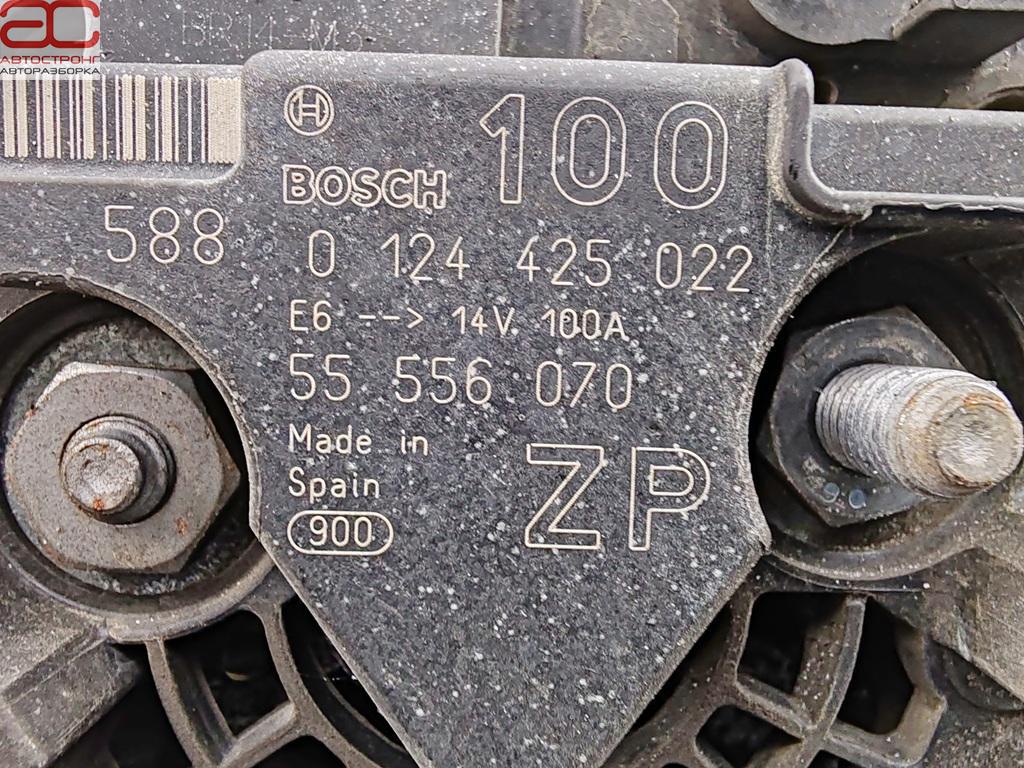 АС
АВТОСТРОНГ
АВТОРАЗБОРКА
100
BOSCH
588
0 124 425 022
E6 --> 14V 100A
55 556 070
Made in
Spain
900
ZP